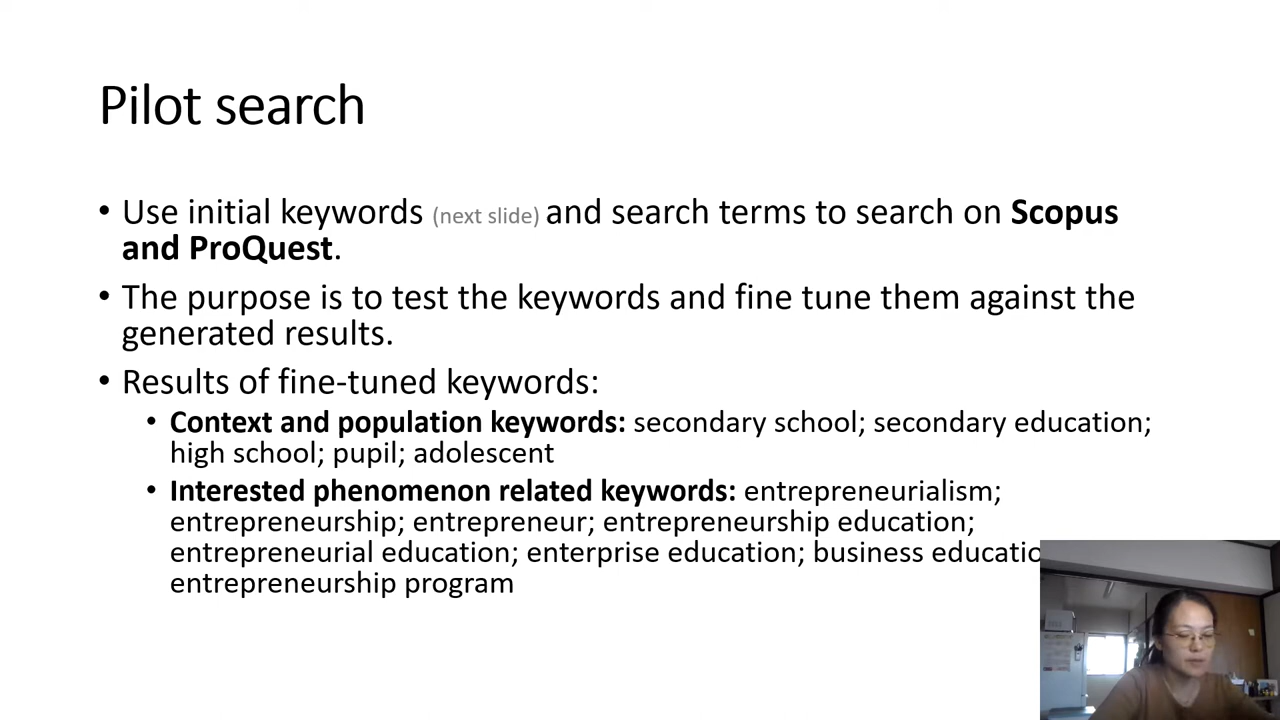 Pilot search
• Use initial keywords (next slide) and search terms to search on Scopus
and ProQuest.
• The purpose is to test the keywords and fine tune them against the
generated results.
• Results of fine-tuned keywords:
• Context and population keywords: secondary school; secondary education;
high school; pupil; adolescent
• Interested phenomenon related keywords: entrepreneurialism;
entrepreneurship; entrepreneur; entrepreneurship education;
entrepreneurial education; enterprise education; business educatio
entrepreneurship program